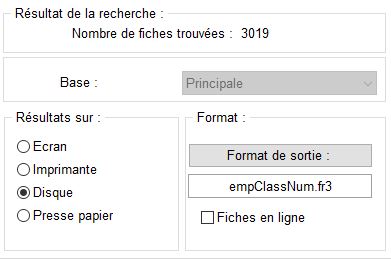 Résultat de la recherche :
Nombre de fiches trouvées : 3019
Base :
Principale
Résultats sur :
Ecran
Imprimante
Disque
Presse papier
Format :
Format de sortie :
empClassNum.fr3
Fiches en ligne